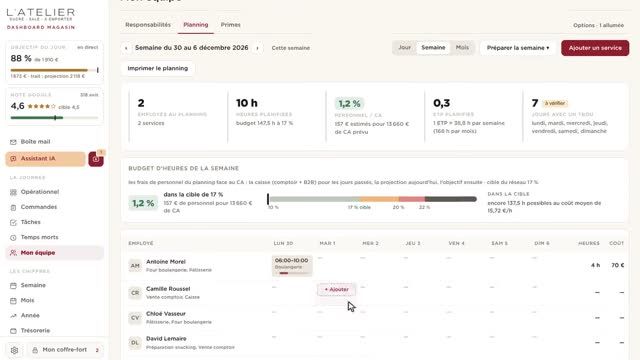 L'ATELIER
SUCRÉ · SALÉ · À EMPORTER
DASHBOARD MAGASIN
OBJECTIF DU JOUR en direct
88 % de 1 910 €
1 673 € · trait : projection 2 119 €
NOTE GOOGLE 318 avis
4,6 ★★★★☆ cible 4,3
Boîte mail
Assistant IA 1
LA JOURNÉE
Opérationnel
Commandes
Tâches
Temps morts
Mon équipe
LES CHIFFRES
Semaine
Mois
Année
Trésorerie
Mon coffre-fort 2
Responsabilités Planning Primes
Options · 1 allumée
‹ Semaine du 30 au 6 décembre 2026 › Cette semaine
Jour Semaine Mois
Préparer la semaine ▾
Ajouter un service
Imprimer le planning
2
EMPLOYÉS AU PLANNING
2 services
10 h
HEURES PLANIFIÉES
budget 147,5 h à 17 %
1,2 %
PERSONNEL / CA
157 € estimés pour 13 660 € de CA prévu
0,3
ETP PLANIFIÉS
1 ETP = 38,8 h par semaine (168 h par mois)
7 à vérifier
JOURS AVEC UN TROU
lundi, mardi, mercredi, jeudi, vendredi, samedi, dimanche
BUDGET D'HEURES DE LA SEMAINE
les frais de personnel du planning face au CA : la caisse (comptoir + B2B) pour les jours passés, la projection aujourd'hui, l'objectif ensuite · cible du réseau 17 %
1,2 %
dans la cible de 17 %
157 € de personnel pour 13 660 € de CA
10 % 17 % cible 20 % 22 %
DANS LA CIBLE
encore 137,5 h possibles au coût moyen de 15,72 €/h
EMPLOYÉ LUN 30 MAR 1 MER 2 JEU 3 VEN 4 SAM 5 DIM 6 HEURES COÛT
AM Antoine Morel
Four boulangerie, Pâtisserie
06:00–10:00
Boulangerie
— — — — — —
4 h 70 €
CR Camille Roussel
Vente comptoir, Caisse
— + Ajouter — — — — —
— —
CV Chloé Vasseur
Pâtisserie, Four boulangerie
— — — — — — —
— —
DL David Lemaire
Préparation snacking, Vente comptoir
— — — — — — —
— —